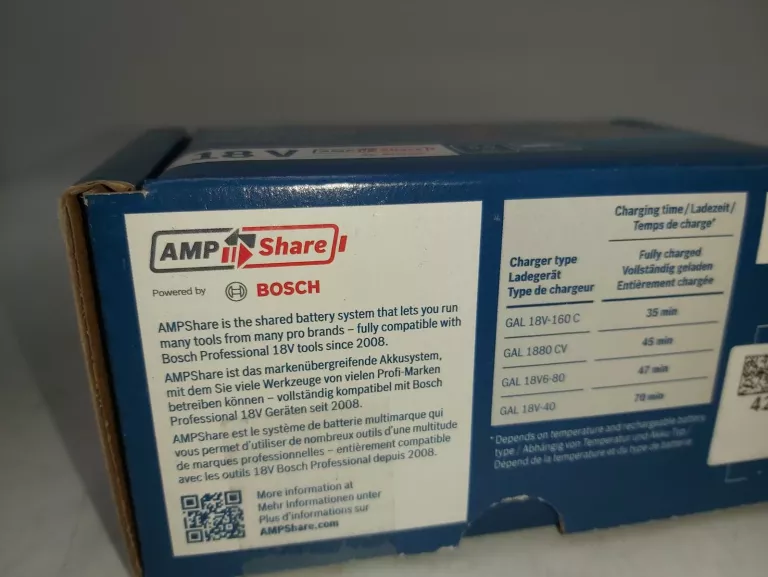 18V
AMP Share
Powered by BOSCH
AMPShare is the shared battery system that lets you run
many tools from many pro brands – fully compatible with
Bosch Professional 18V tools since 2008.
AMPShare ist das markenübergreifende Akkusystem,
mit dem Sie viele Werkzeuge von vielen Profi-Marken
betreiben können – vollständig kompatibel mit Bosch
Professional 18V Geräten seit 2008.
AMPShare est le système de batterie multimarque qui
vous permet d'utiliser de nombreux outils d'une multitude
de marques professionnelles – entièrement compatible
avec les outils 18V Bosch Professional depuis 2008.
More information at
Mehr Informationen unter
Plus d'informations sur
AMPShare.com
Charging time / Ladezeit /
Temps de charge*
Charger type
Ladegerät
Type de chargeur
Fully charged
Vollständig geladen
Entièrement chargée
GAL 18V-160 C 35 min
GAL 1880 CV 45 min
GAL 18V6-80 47 min
GAL 18V-40 70 min
*Depends on temperature and rechargeable battery
type / Abhängig von Temperatur und Akku Typ /
Dépend de la température et du type de batterie
42